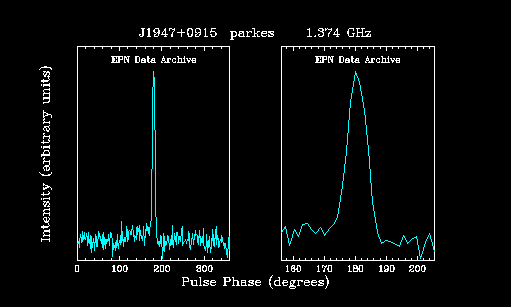 J1947+0915 parkes 1.374 GHz
EPN Data Archive EPN Data Archive
Intensity (arbitrary units)
0 100 200 300 160 170 180 190 200
Pulse Phase (degrees)